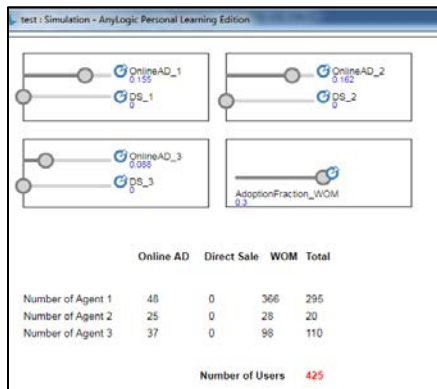 test : Simulation - AnyLogic Personal Learning Edition
OnlineAD_1
0.155
DS_1
0
OnlineAD_2
0.162
DS_2
0
OnlineAD_3
0.088
DS_3
0
AdoptionFraction_WOM
0.3
Online AD Direct Sale WOM Total
Number of Agent 1 48 0 366 295
Number of Agent 2 25 0 28 20
Number of Agent 3 37 0 98 110
Number of Users 425